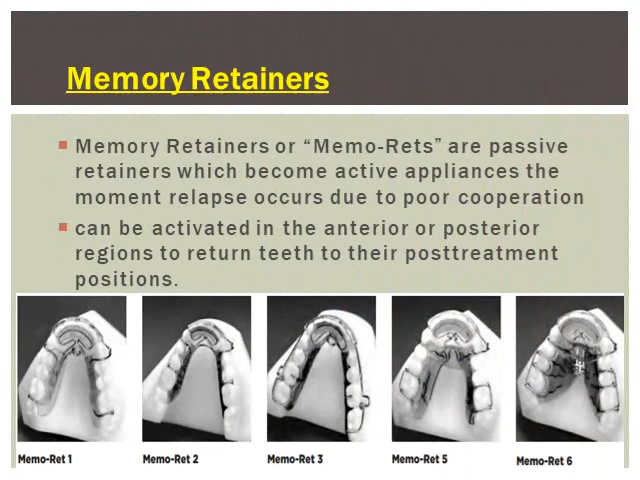 Memory Retainers
Memory Retainers or “Memo-Rets” are passive
retainers which become active appliances the
moment relapse occurs due to poor cooperation
can be activated in the anterior or posterior
regions to return teeth to their posttreatment
positions.
Memo-Ret 1
Memo-Ret 2
Memo-Ret 3
Memo-Ret 5
Memo-Ret 6